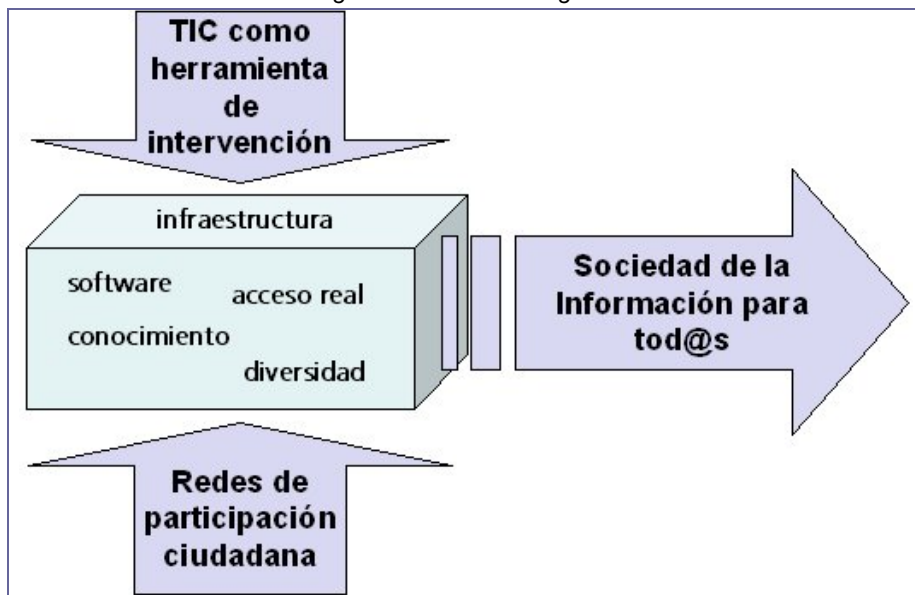 TIC como
herramienta
de
intervención
infraestructura
software
acceso real
conocimiento
diversidad
Sociedad de la
Información para
tod@s
Redes de
participación
ciudadana